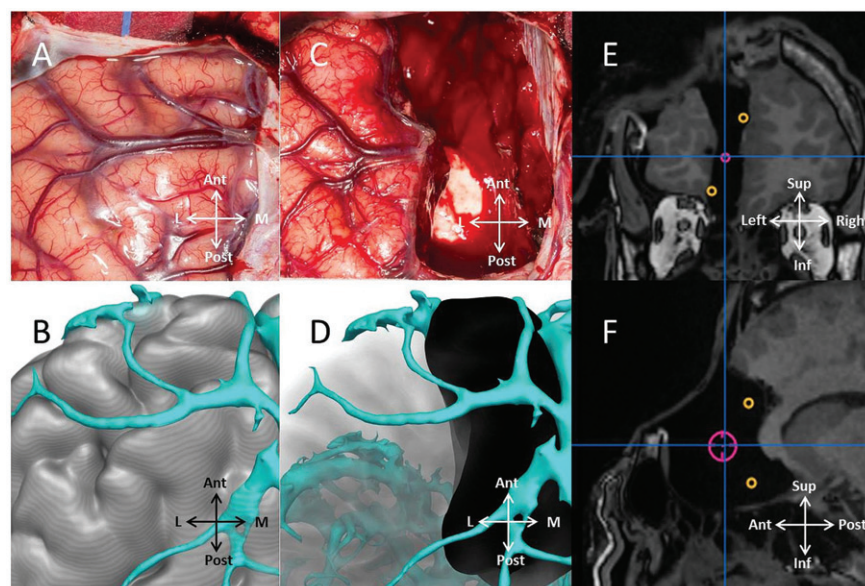 A
Ant
L
M
Post
C
Ant
L
M
Post
E
Sup
Left
Righ
Inf
B
Ant
L
M
Post
D
Ant
L
M
Post
F
Sup
Ant
Post
Inf